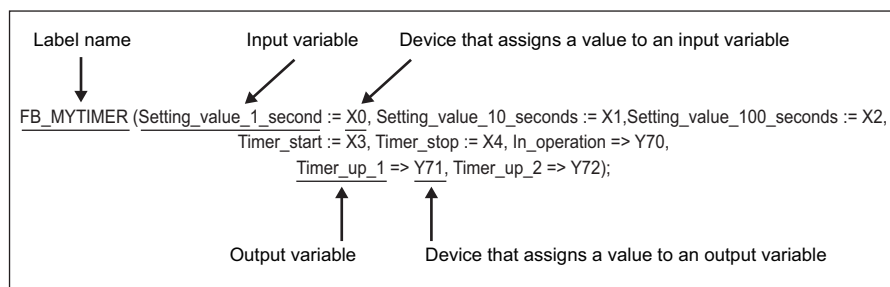 Label name Input variable Device that assigns a value to an input variable
FB_MYTIMER (Setting_value_1_second := X0, Setting_value_10_seconds := X1,Setting_value_100_seconds := X2,
Timer_start := X3, Timer_stop := X4, In_operation => Y70,
Timer_up_1 => Y71, Timer_up_2 => Y72);
Output variable Device that assigns a value to an output variable